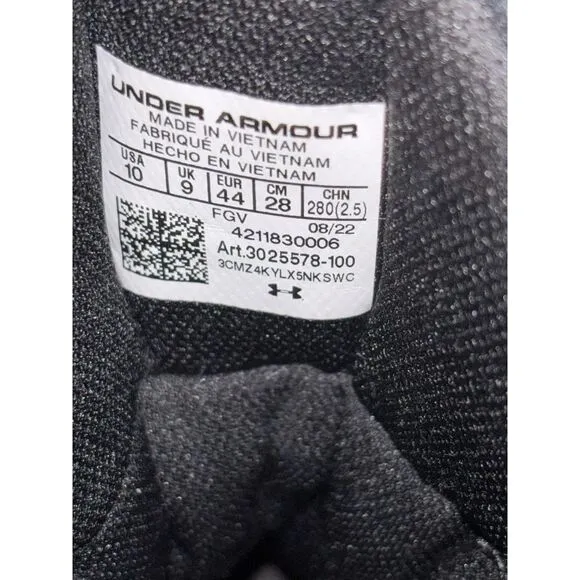 UNDER ARMOUR
MADE IN VIETNAM
FABRIQUÉ AU VIETNAM
HECHO EN VIETNAM
USA UK EUR CM CHN
10 9 44 28 280(2.5)
FGV 08/22
4211830006
Art.3025578-100
3CMZ4KYLX5NKSWC